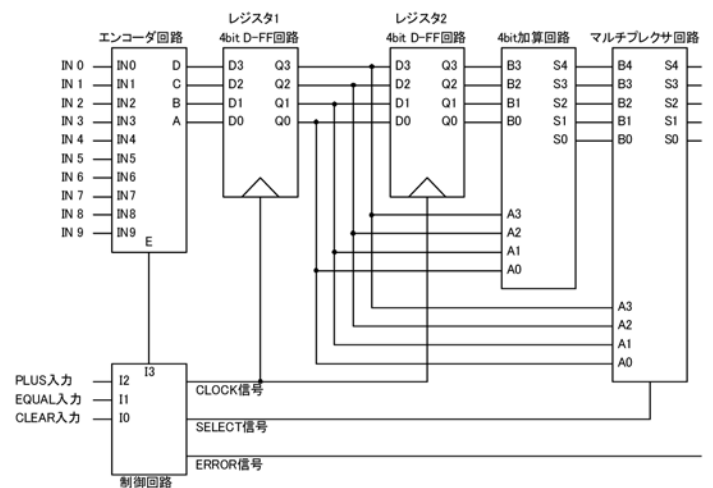 レジスタ1 レジスタ2
エンコーダ回路 4bit D-FF回路 4bit D-FF回路 4bit加算回路 マルチプレクサ回路
IN 0 IN0 D D3 Q3 D3 Q3 B3 S4 B4 S4
IN 1 IN1 C D2 Q2 D2 Q2 B2 S3 B3 S3
IN 2 IN2 B D1 Q1 D1 Q1 B1 S2 B2 S2
IN 3 IN3 A D0 Q0 D0 Q0 B0 S1 B1 S1
IN 4 IN4 S0 B0 S0
IN 5 IN5
IN 6 IN6
IN 7 IN7
IN 8 IN8 A3
IN 9 IN9 A2
E A1
A0
A3
A2
A1
A0
I3
PLUS入力 I2 CLOCK信号
EQUAL入力 I1
CLEAR入力 I0 SELECT信号
ERROR信号
制御回路